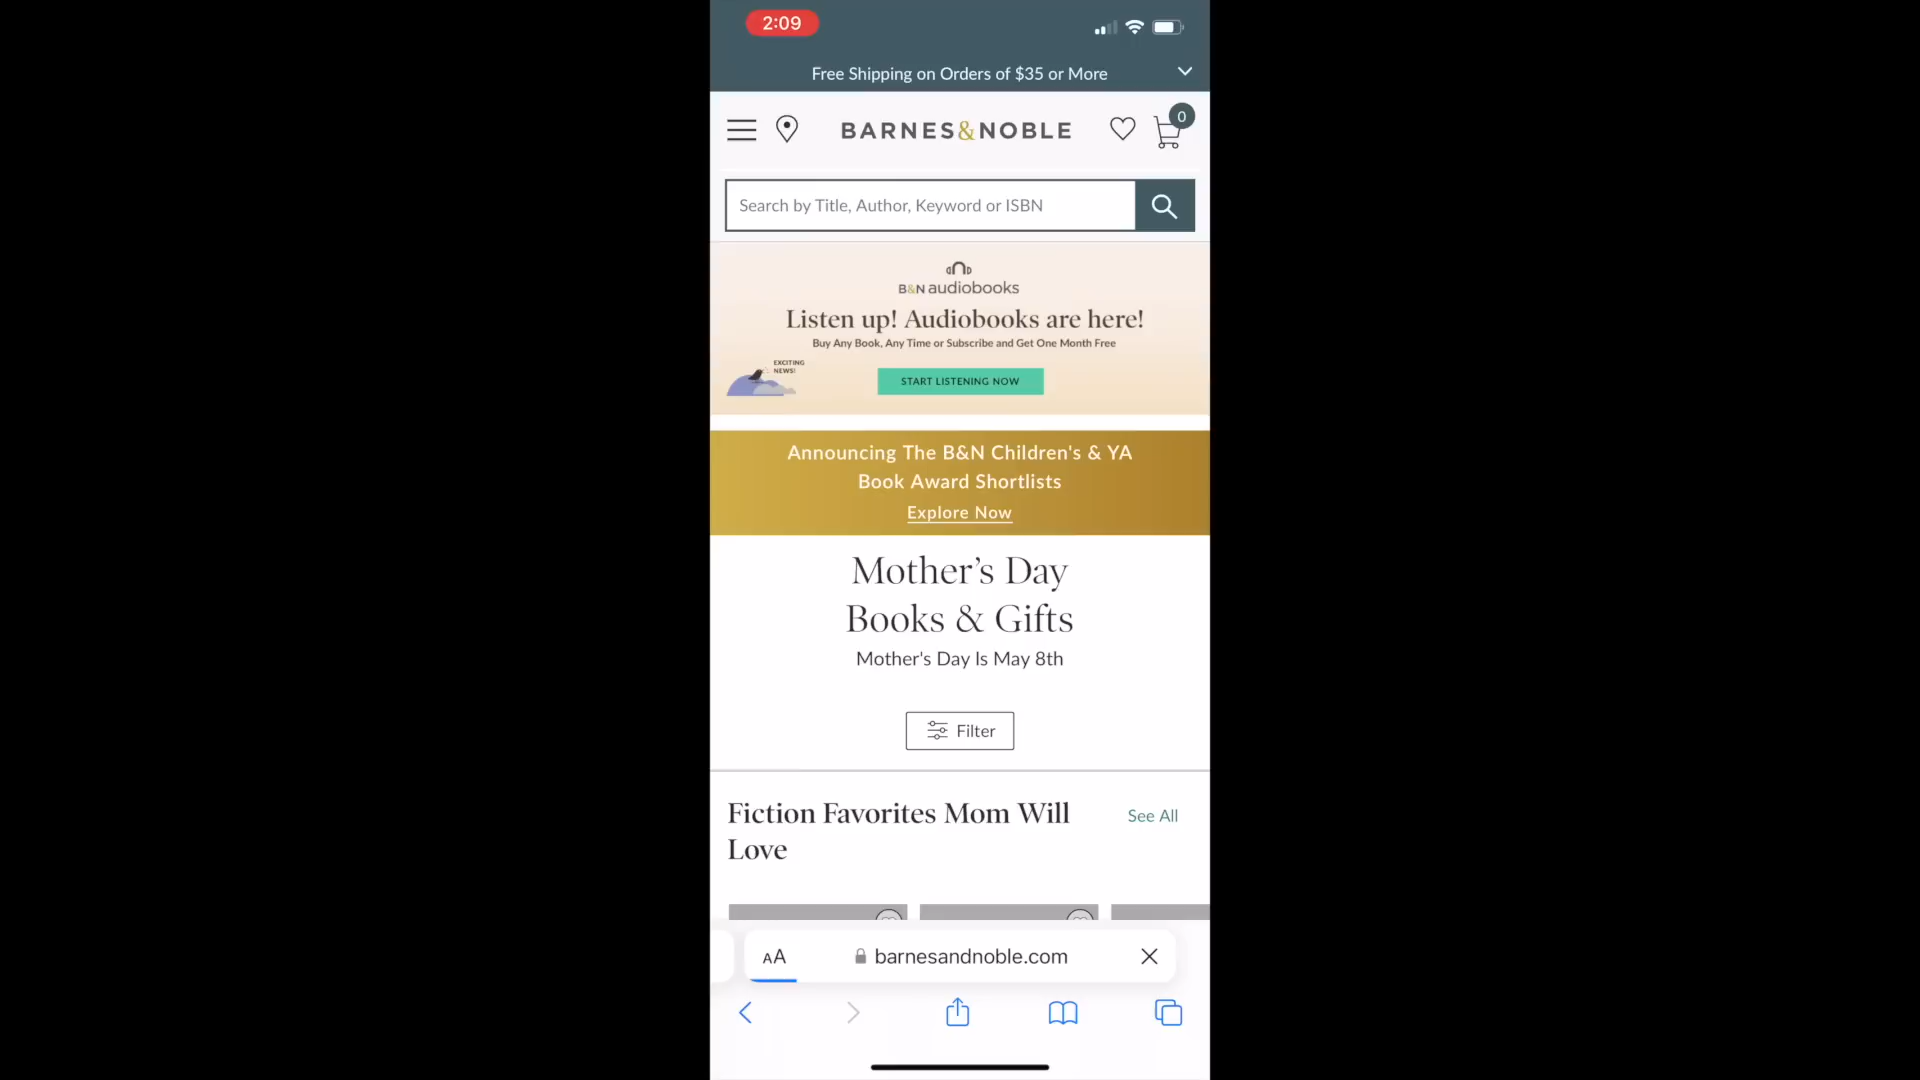 2:09
Free Shipping on Orders of $35 or More
BARNES&NOBLE
0
Search by Title, Author, Keyword or ISBN
B&N audiobooks
Listen up! Audiobooks are here!
Buy Any Book, Any Time or Subscribe and Get One Month Free
EXCITING
NEWS!
START LISTENING NOW
Announcing The B&N Children's & YA
Book Award Shortlists
Explore Now
Mother’s Day
Books & Gifts
Mother's Day Is May 8th
Filter
Fiction Favorites Mom Will
Love
See All
AA
barnesandnoble.com